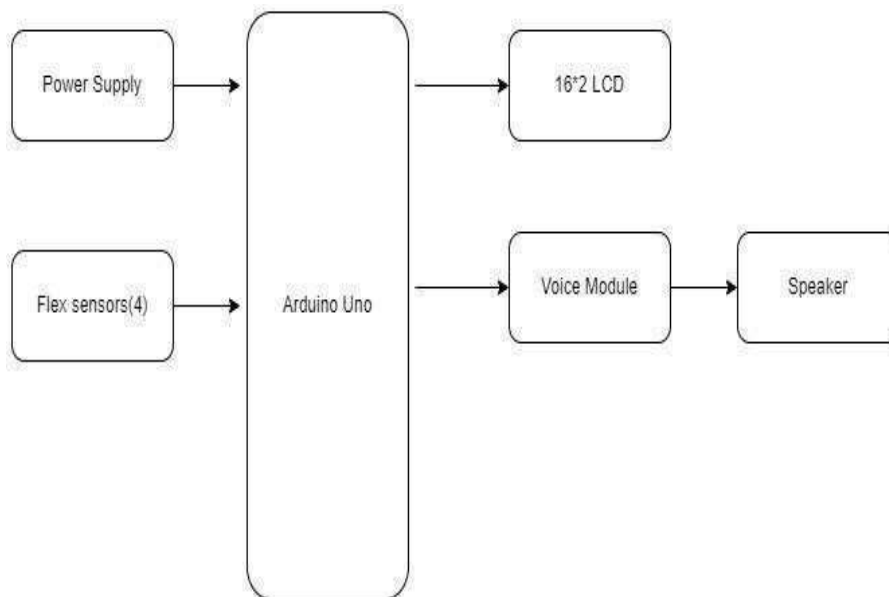 Power Supply
16*2 LCD
Flex sensors(4)
Arduino Uno
Voice Module
Speaker